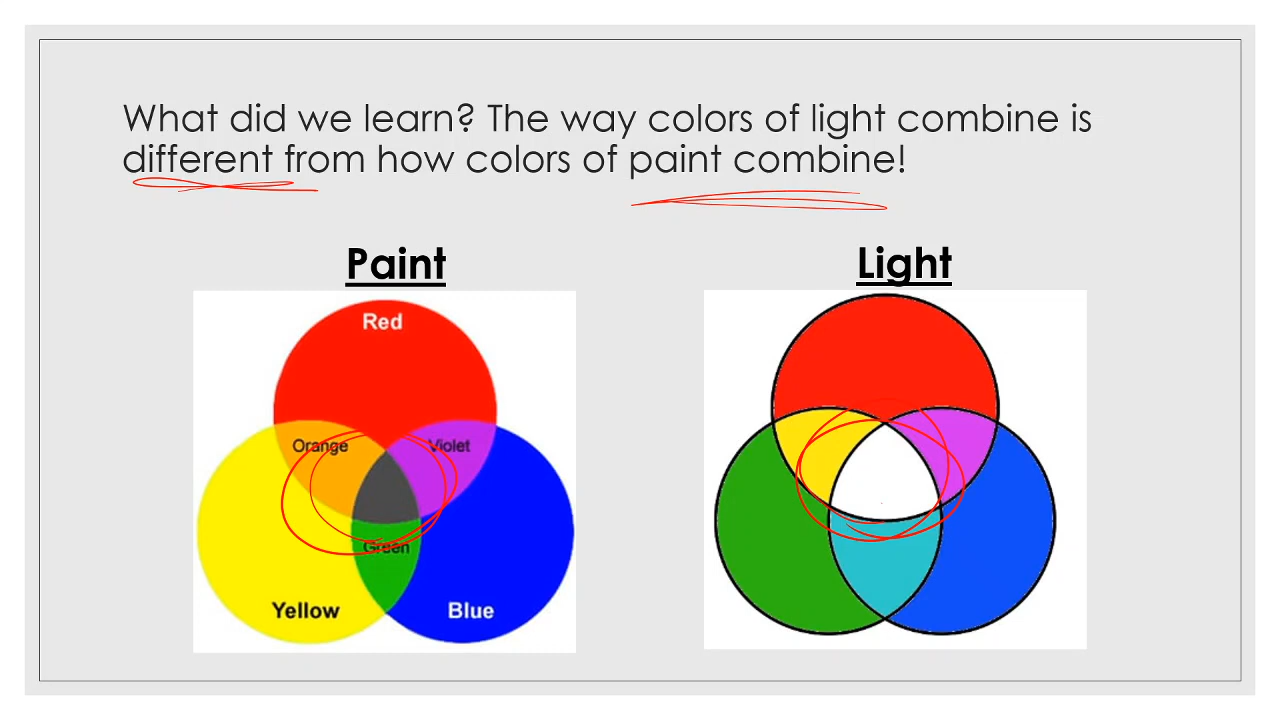 What did we learn? The way colors of light combine is
different from how colors of paint combine!
Paint
Light
Red
Orange
Violet
Green
Yellow
Blue